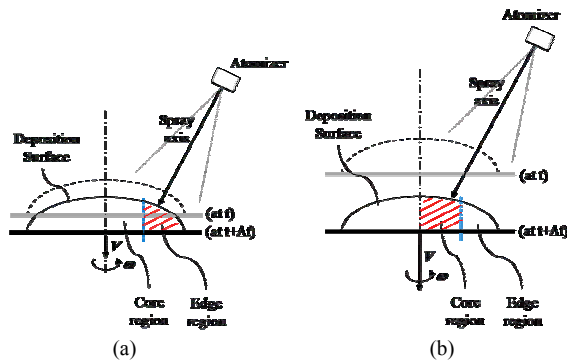 Atomizer
Spray
axis
Deposition
Surface
(at t)
(at t+Δt)
V
ω
Core
region
Edge
region
(a)
Atomizer
Spray
axis
Deposition
Surface
(at t)
(at t+Δt)
V
ω
Core
region
Edge
region
(b)